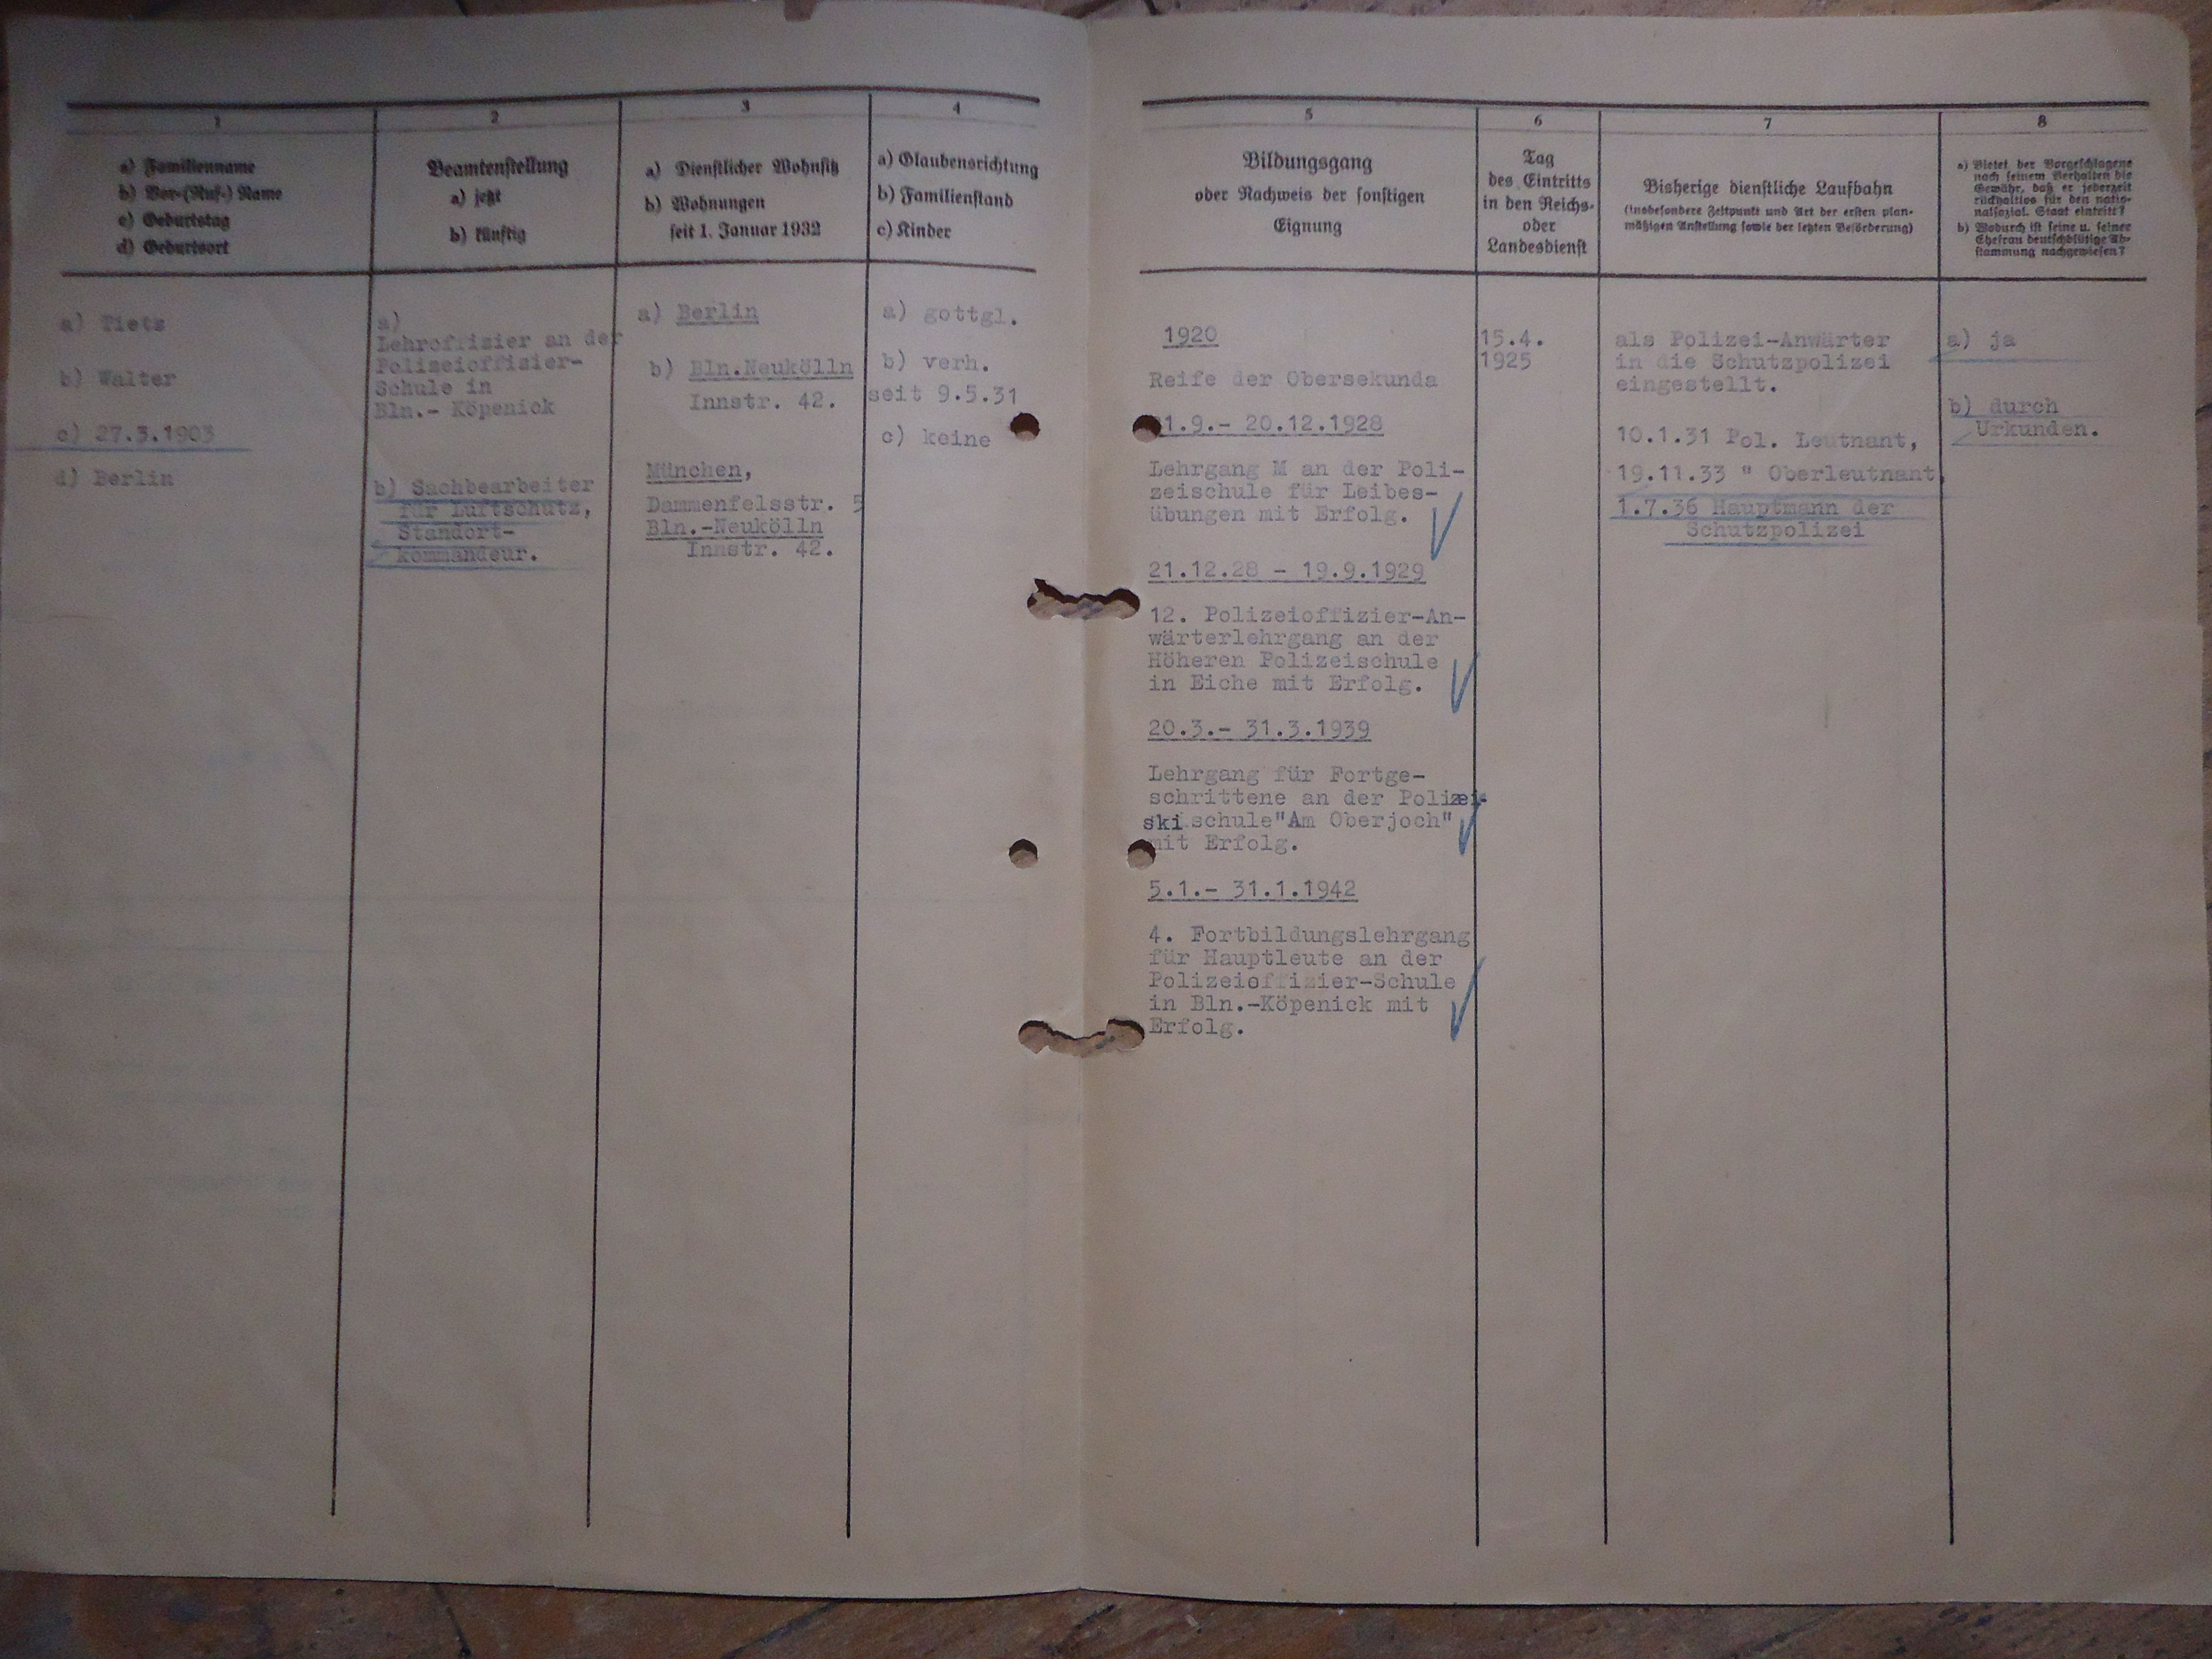 1
a) Familienname
b) Vor-(Ruf-) Name
c) Geburtstag
d) Geburtsort
a) Tietz
b) Walter
c) 27.3.1903
d) Berlin
2
Beamtenstellung
a) jetzt
b) künftig
a)
Lehroffizier an der
Polizeioffizier-
Schule in
Bln.- Köpenick
b) Sachbearbeiter
für Luftschutz,
Standort-
kommandeur.
3
a) Dienstlicher Wohnsitz
b) Wohnungen
seit 1. Januar 1932
a) Berlin
b) Bln.Neukölln
Innstr. 42.
München,
Dammenfelsstr. 5
Bln.-Neukölln
Innstr. 42.
4
a) Glaubensrichtung
b) Familienstand
c) Kinder
a) gottgl.
b) verh.
seit 9.5.31
c) keine
5
Bildungsgang
oder Nachweis der sonstigen
Eignung
1920
Reife der Obersekunda
1.9.- 20.12.1928
Lehrgang M an der Poli-
zeischule für Leibes-
übungen mit Erfolg.
21.12.28 - 19.9.1929
12. Polizeioffizier-An-
wärterlehrgang an der
Höheren Polizeischule
in Eiche mit Erfolg.
20.3.- 31.3.1939
Lehrgang für Fortge-
schrittene an der Polizei-
skischule"Am Oberjoch"
mit Erfolg.
5.1.- 31.1.1942
4. Fortbildungslehrgang
für Hauptleute an der
Polizeioffizier-Schule
in Bln.-Köpenick mit
Erfolg.
6
Tag
des Eintritts
in den Reichs-
oder
Landesdienst
15.4.
1925
7
Bisherige dienstliche Laufbahn
(insbesondere Zeitpunkt und Art der ersten plan-
mäßigen Anstellung sowie der letzten Beförderung)
als Polizei-Anwärter
in die Schutzpolizei
eingestellt.
10.1.31 Pol. Leutnant,
19.11.33 " Oberleutnant,
1.7.36 Hauptmann der
Schutzpolizei
8
a) Bietet der Vorgeschlagene
nach seinem Verhalten die
Gewähr, daß er jederzeit
rückhaltlos für den natio-
nalsozial. Staat eintritt?
b) Wodurch ist seine u. seiner
Ehefrau deutschblütige Ab-
stammung nachgewiesen?
a) ja
b) durch
Urkunden.